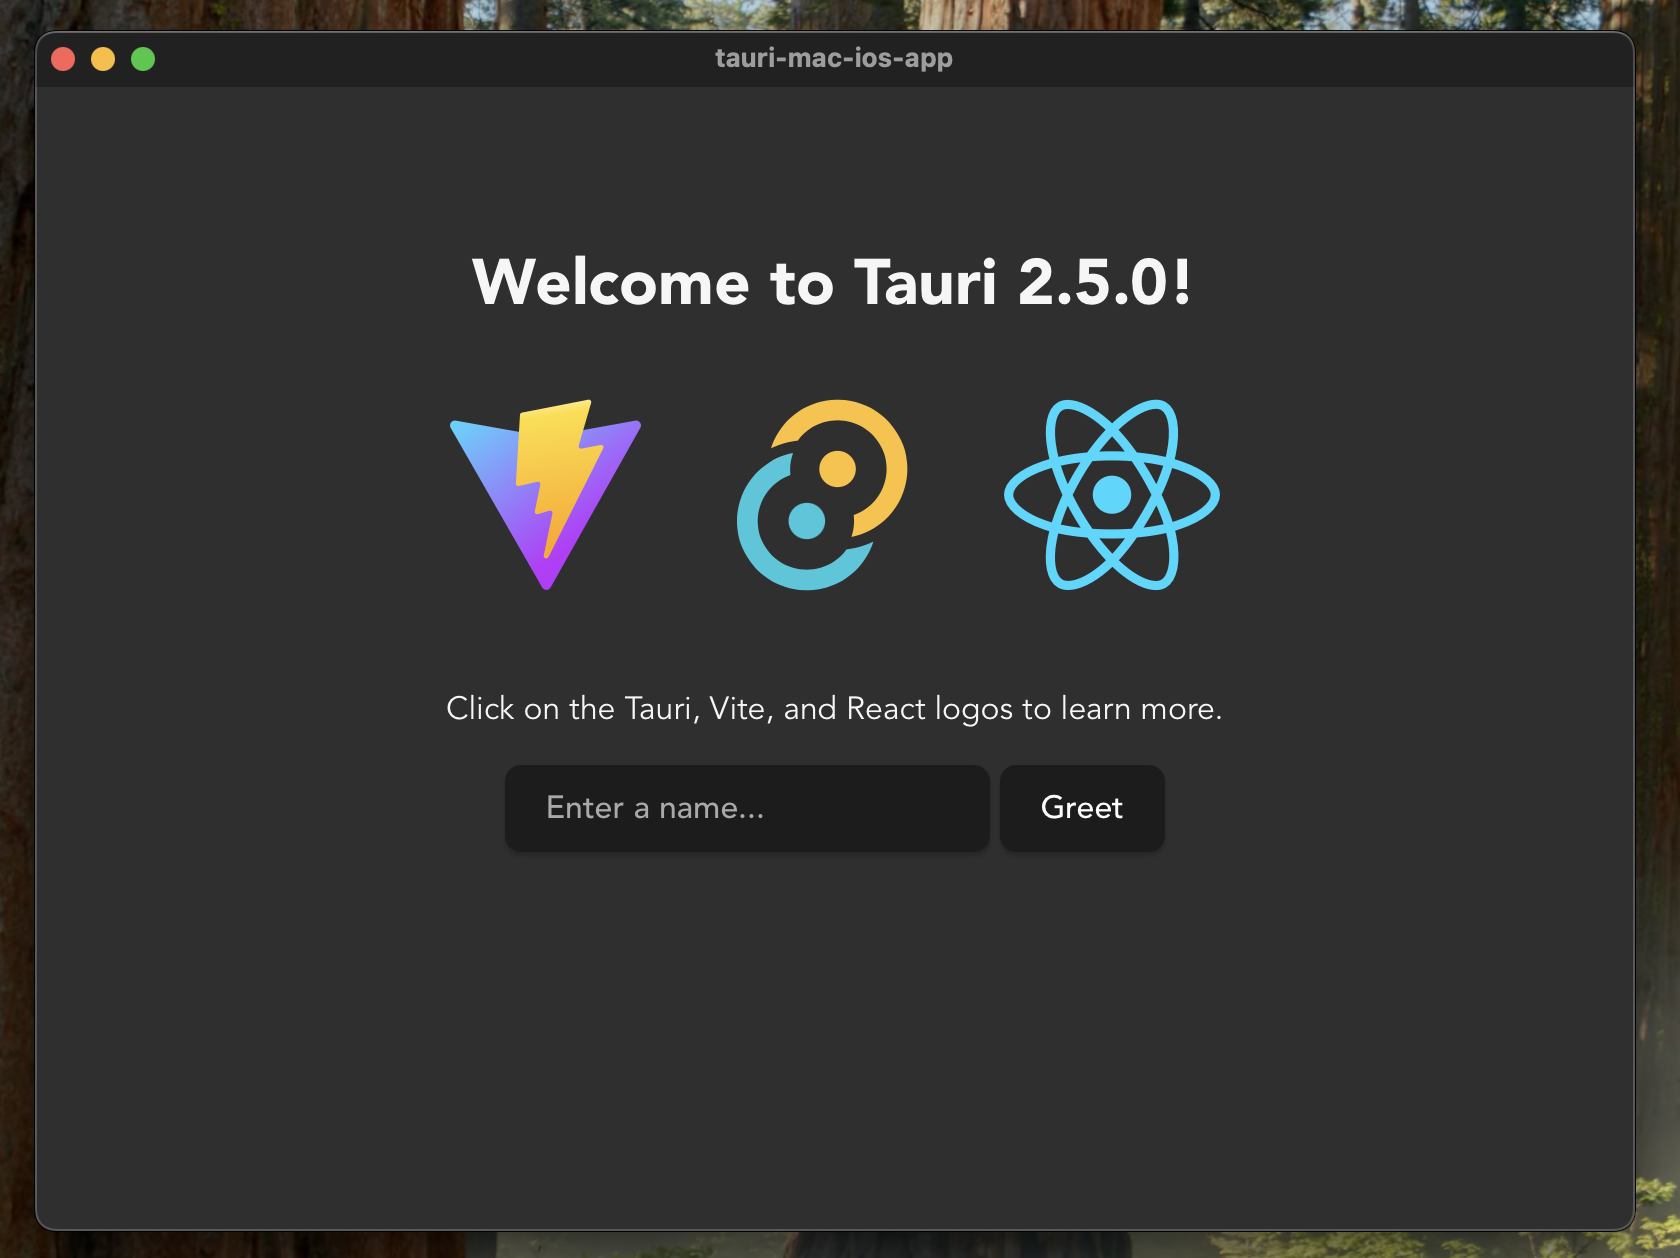 tauri-mac-ios-app
Welcome to Tauri 2.5.0!
Click on the Tauri, Vite, and React logos to learn more.
Enter a name...
Greet